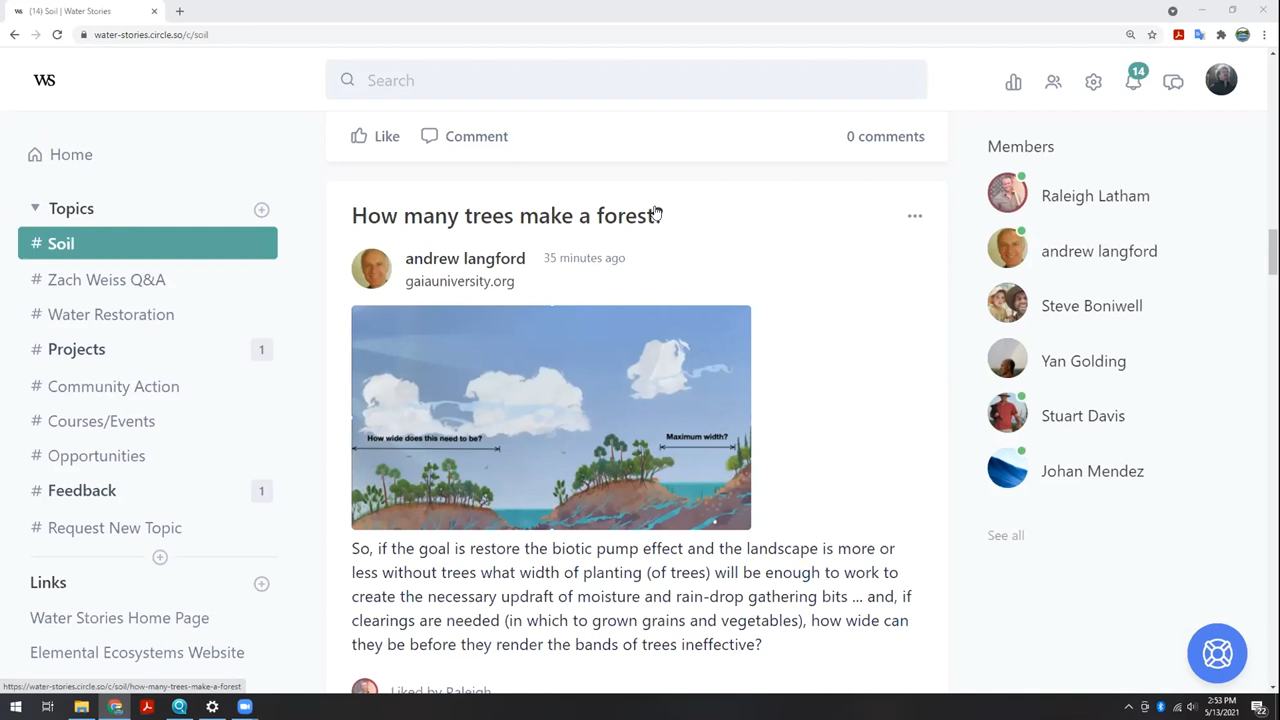 (14) Soil | Water Stories
water-stories.circle.so/c/soil
WS
Search
14
Home
Topics
# Soil
# Zach Weiss Q&A
# Water Restoration
# Projects 1
# Community Action
# Courses/Events
# Opportunities
# Feedback 1
# Request New Topic
Links
Water Stories Home Page
Elemental Ecosystems Website
https://water-stories.circle.so/c/soil/how-many-trees-make-a-forest
Like Comment 0 comments
How many trees make a forest?
andrew langford 35 minutes ago
gaiauniversity.org
How wide does this need to be?
Maximum width?
So, if the goal is restore the biotic pump effect and the landscape is more or
less without trees what width of planting (of trees) will be enough to work to
create the necessary updraft of moisture and rain-drop gathering bits ... and, if
clearings are needed (in which to grown grains and vegetables), how wide can
they be before they render the bands of trees ineffective?
Liked by Raleigh
Members
Raleigh Latham
andrew langford
Steve Boniwell
Yan Golding
Stuart Davis
Johan Mendez
See all
2:53 PM
5/13/2021
22